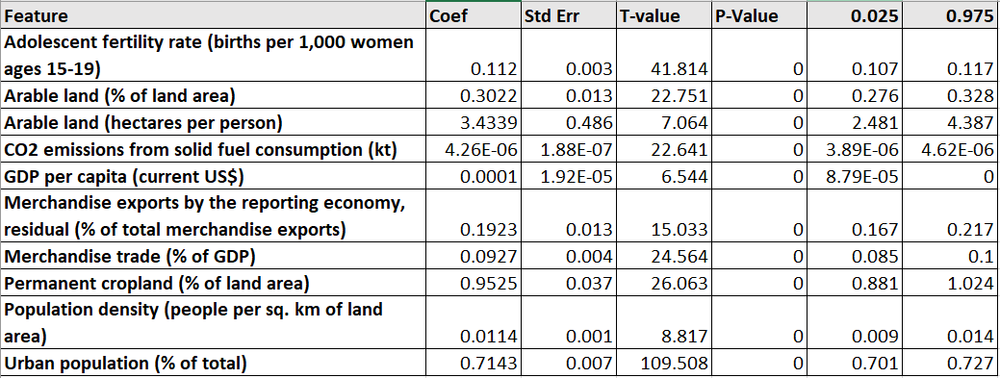 Feature Coef Std Err T-value P-Value 0.025 0.975
Adolescent fertility rate (births per 1,000 women
ages 15-19) 0.112 0.003 41.814 0 0.107 0.117
Arable land (% of land area) 0.3022 0.013 22.751 0 0.276 0.328
Arable land (hectares per person) 3.4339 0.486 7.064 0 2.481 4.387
CO2 emissions from solid fuel consumption (kt) 4.26E-06 1.88E-07 22.641 0 3.89E-06 4.62E-06
GDP per capita (current US$) 0.0001 1.92E-05 6.544 0 8.79E-05 0
Merchandise exports by the reporting economy,
residual (% of total merchandise exports) 0.1923 0.013 15.033 0 0.167 0.217
Merchandise trade (% of GDP) 0.0927 0.004 24.564 0 0.085 0.1
Permanent cropland (% of land area) 0.9525 0.037 26.063 0 0.881 1.024
Population density (people per sq. km of land
area) 0.0114 0.001 8.817 0 0.009 0.014
Urban population (% of total) 0.7143 0.007 109.508 0 0.701 0.727